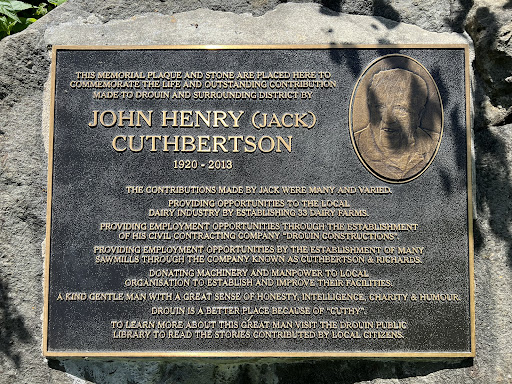 THIS MEMORIAL PLAQUE AND STONE ARE PLACED HERE TO
COMMEMORATE THE LIFE AND OUTSTANDING CONTRIBUTION
MADE TO DROUIN AND SURROUNDING DISTRICT BY
JOHN HENRY (JACK)
CUTHBERTSON
1920 - 2013
THE CONTRIBUTIONS MADE BY JACK WERE MANY AND VARIED.
PROVIDING OPPORTUNITIES TO THE LOCAL
DAIRY INDUSTRY BY ESTABLISHING 33 DAIRY FARMS.
PROVIDING EMPLOYMENT OPPORTUNITIES THROUGH THE ESTABLISHMENT
OF HIS CIVIL CONTRACTING COMPANY "DROUIN CONSTRUCTIONS".
PROVIDING EMPLOYMENT OPPORTUNITIES BY THE ESTABLISHMENT OF MANY
SAWMILLS THROUGH THE COMPANY KNOWN AS CUTHBERTSON & RICHARDS.
DONATING MACHINERY AND MANPOWER TO LOCAL
ORGANISATION TO ESTABLISH AND IMPROVE THEIR FACILITIES.
A KIND GENTLE MAN WITH A GREAT SENSE OF HONESTY, INTELLIGENCE, CHARITY & HUMOUR.
DROUIN IS A BETTER PLACE BECAUSE OF "CUTHY".
TO LEARN MORE ABOUT THIS GREAT MAN VISIT THE DROUIN PUBLIC
LIBRARY TO READ THE STORIES CONTRIBUTED BY LOCAL CITIZENS.